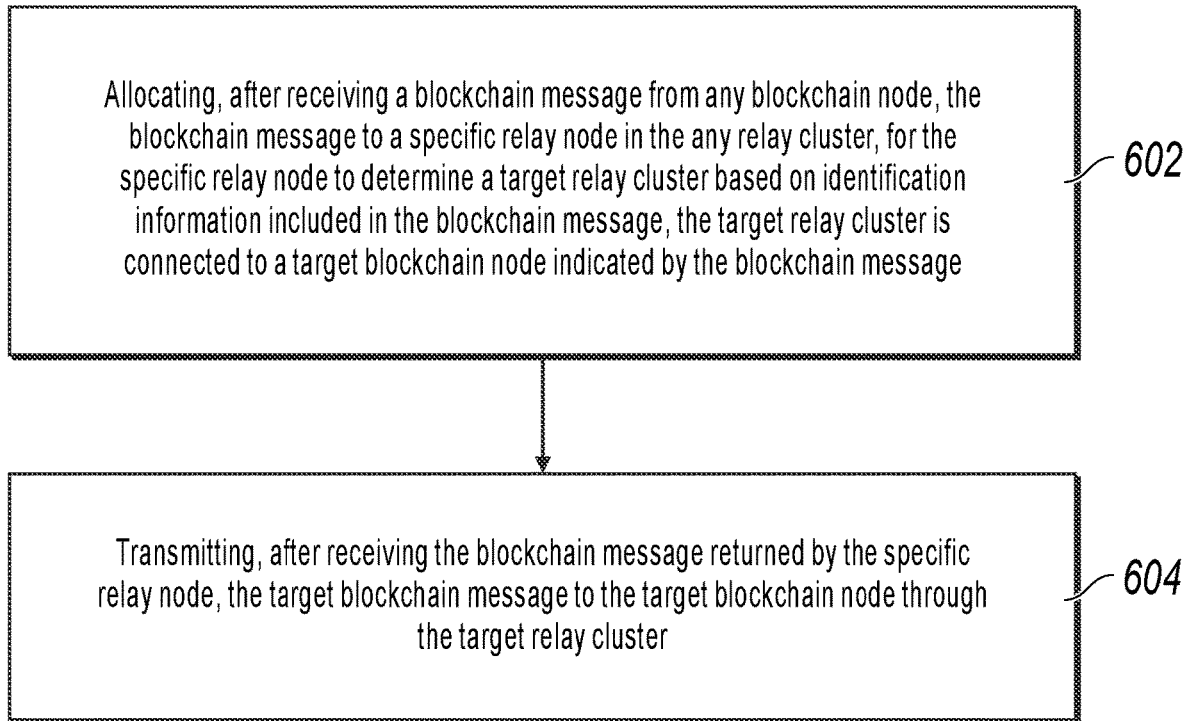 Allocating, after receiving a blockchain message from any blockchain node, the
blockchain message to a specific relay node in the any relay cluster, for the
specific relay node to determine a target relay cluster based on identification
information included in the blockchain message, the target relay cluster is
connected to a target blockchain node indicated by the blockchain message
602
Transmitting, after receiving the blockchain message returned by the specific
relay node, the target blockchain message to the target blockchain node through
the target relay cluster
604